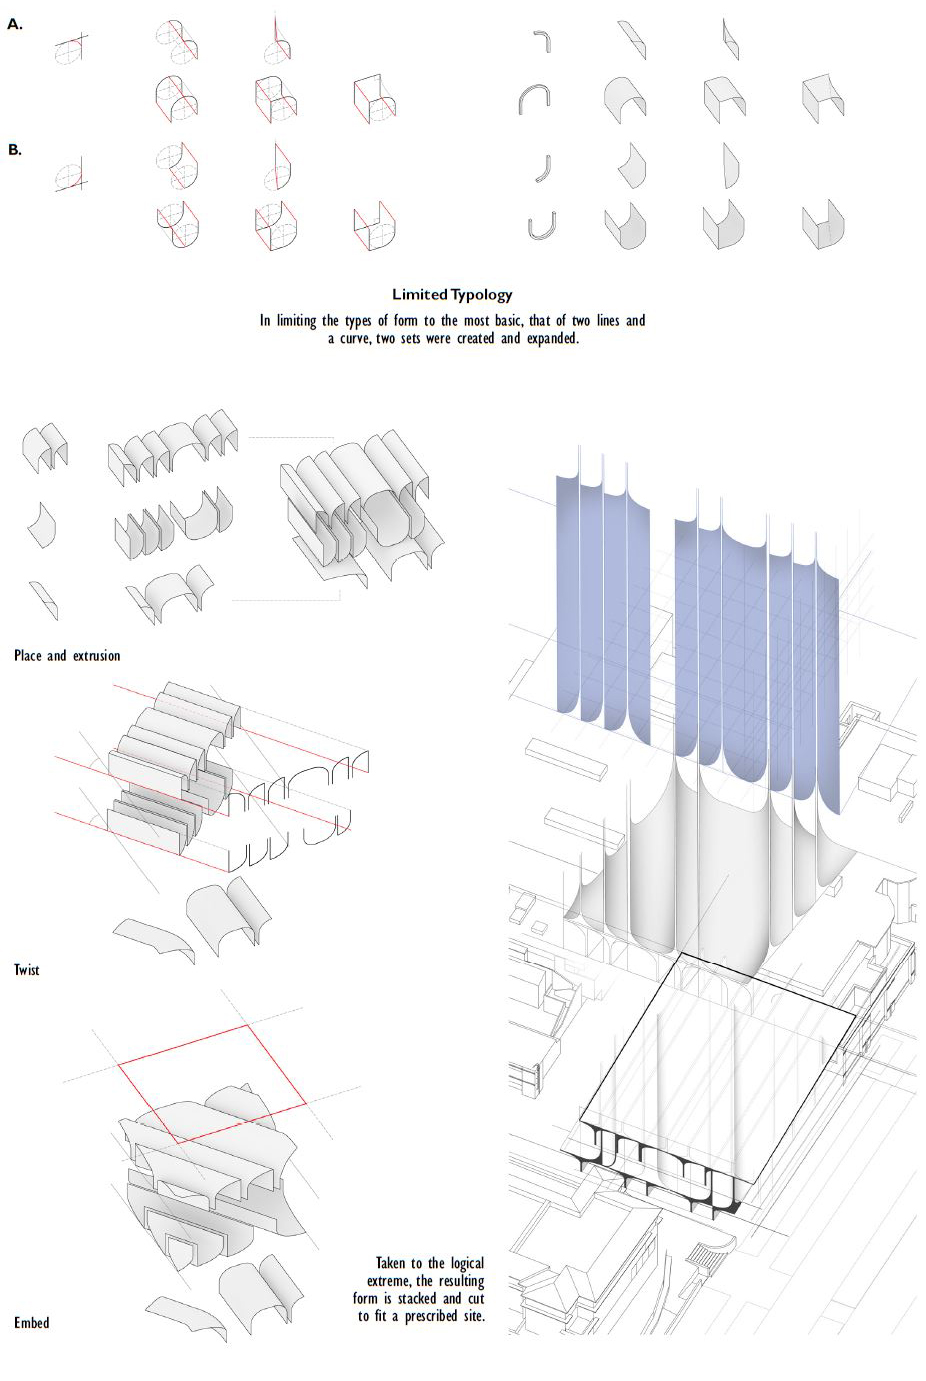 A.
B.
Limited Typology
In limiting the types of form to the most basic, that of two lines and
a curve, two sets were created and expanded.
Place and extrusion
Twist
Taken to the logical
extreme, the resulting
form is stacked and cut
to fit a prescribed site.
Embed